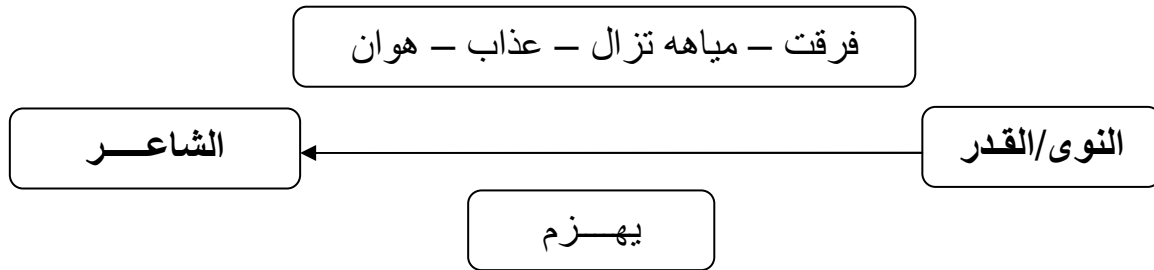 فرقت – مياهه تزال – عذاب – هوان
النوى/القدر
الشاعـــر
يهـــزم